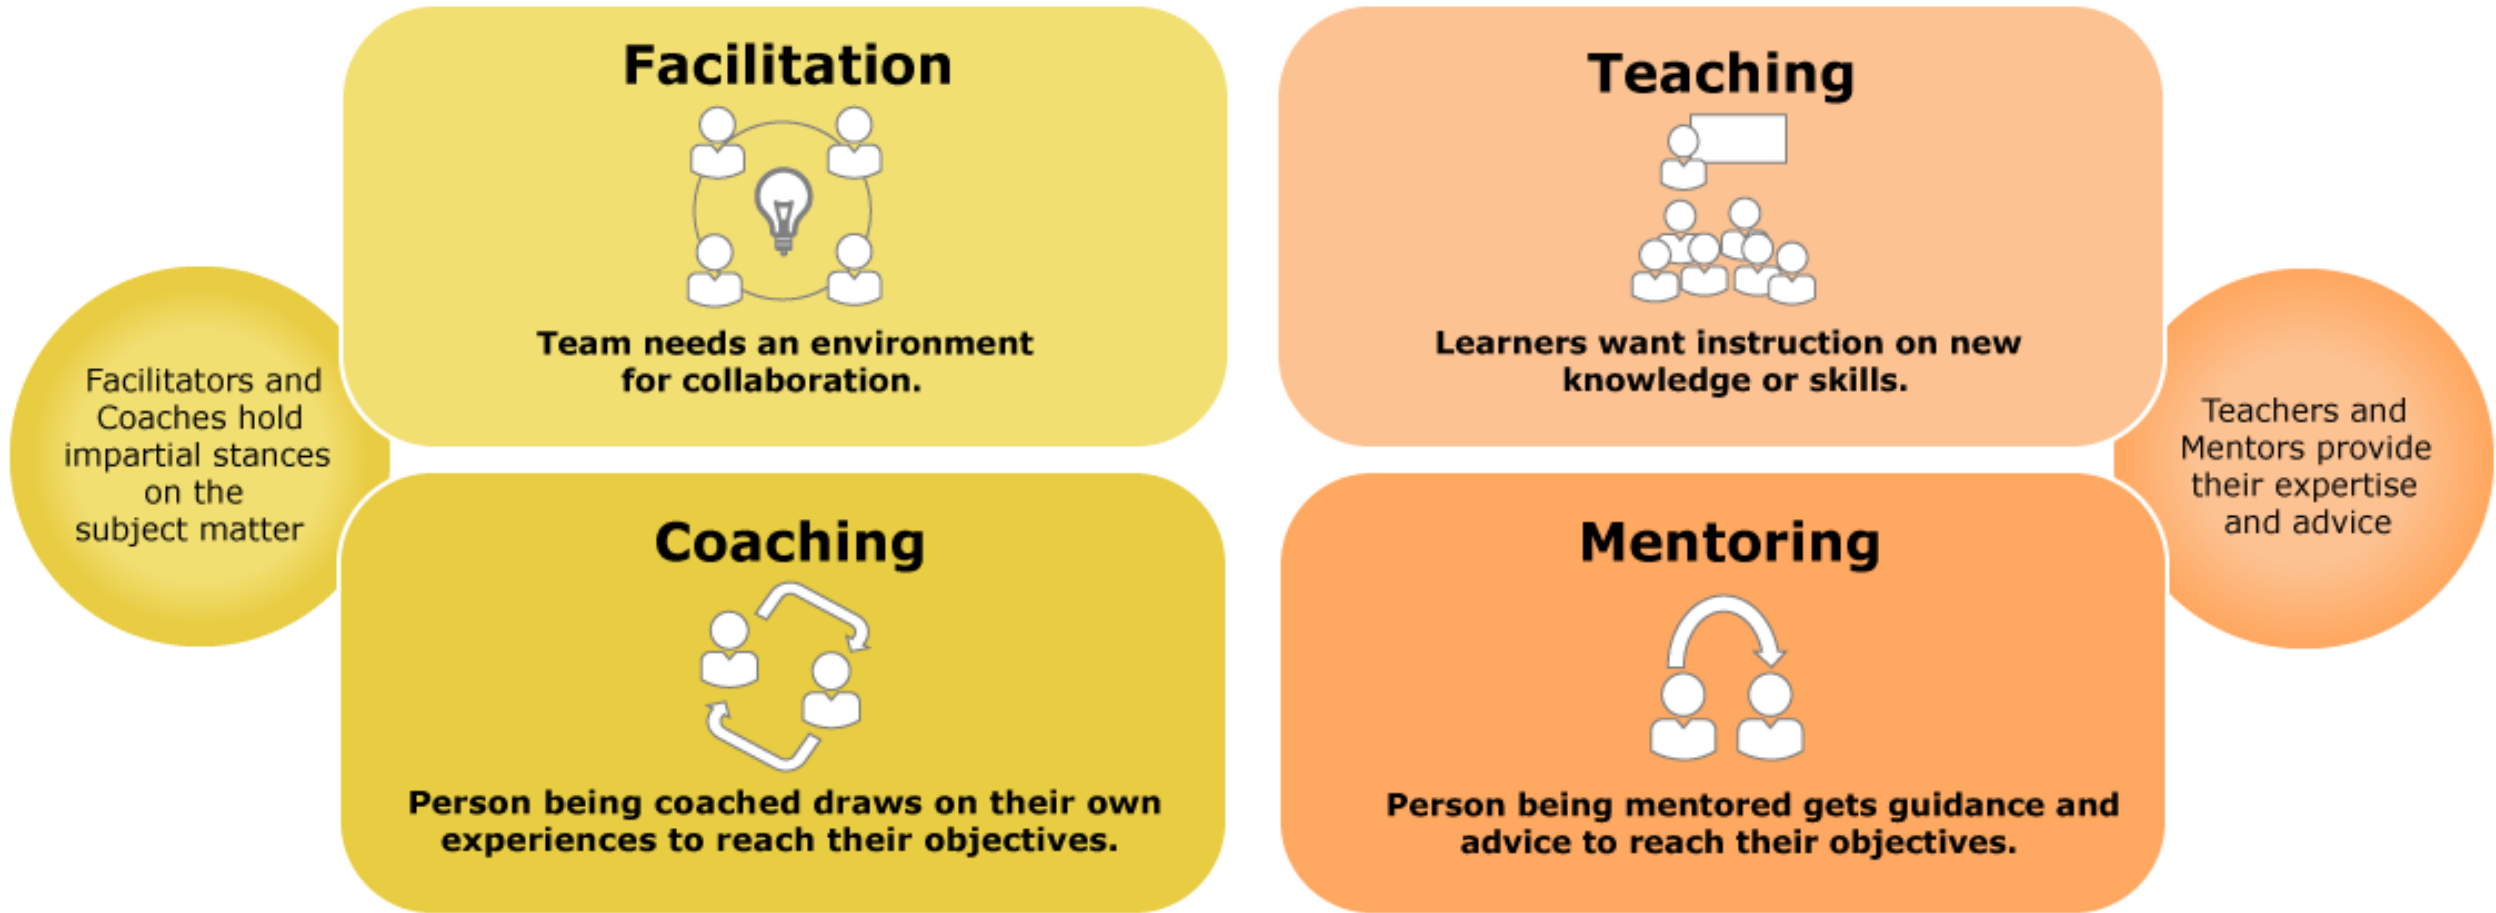 Facilitation
Team needs an environment
for collaboration.
Teaching
Learners want instruction on new
knowledge or skills.
Facilitators and
Coaches hold
impartial stances
on the
subject matter
Teachers and
Mentors provide
their expertise
and advice
Coaching
Person being coached draws on their own
experiences to reach their objectives.
Mentoring
Person being mentored gets guidance and
advice to reach their objectives.